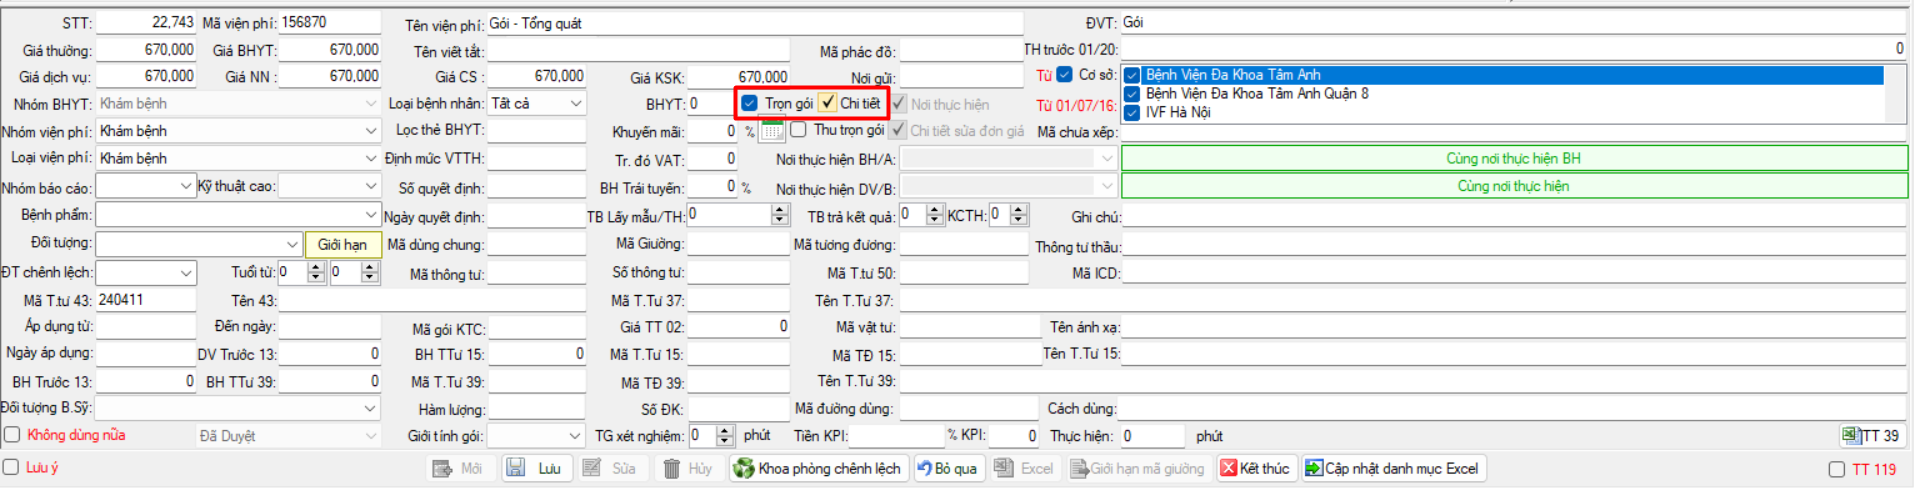 STT: 22,743 Mã viện phí: 156870 Tên viện phí: Gói - Tổng quát ĐVT: Gói
Giá thường: 670,000 Giá BHYT: 670,000 Tên viết tắt: Mã phác đồ: TH trước 01/20: 0
Giá dịch vụ: 670,000 Giá NN : 670,000 Giá CS : 670,000 Giá KSK: 670,000 Nơi gửi: Từ Cơ sở: Bệnh Viện Đa Khoa Tâm Anh
Bệnh Viện Đa Khoa Tâm Anh Quận 8
Nhóm BHYT: Khám bệnh Loại bệnh nhân: Tất cả BHYT: 0 Trọn gói Chi tiết Nơi thực hiện Từ 01/07/16: IVF Hà Nội
Nhóm viện phí: Khám bệnh Lọc thẻ BHYT: Khuyến mãi: 0 % Thu trọn gói Chi tiết sửa đơn giá Mã chưa xếp:
Loại viện phí: Khám bệnh Định mức VTTH: Tr. đó VAT: 0 Nơi thực hiện BH/A: Cùng nơi thực hiện BH
Nhóm báo cáo: Kỹ thuật cao: Số quyết định: BH Trái tuyến: 0 % Nơi thực hiện DV/B: Cùng nơi thực hiện
Bệnh phẩm: Ngày quyết định: TB Lấy mẫu/TH: 0 TB trả kết quả: 0 KCTH: 0 Ghi chú:
Đối tượng: Giới hạn Mã dùng chung: Mã Giường: Mã tương đương: Thông tư thầu:
ĐT chênh lệch: Tuổi từ: 0 0 Mã thông tư: Số thông tư: Mã T.tư 50: Mã ICD:
Mã T.tư 43: 240411 Tên 43: Mã T.Tư 37: Tên T.Tư 37:
Áp dụng từ: Đến ngày: Mã gói KTC: Giá TT 02: 0 Mã vật tư: Tên ánh xạ:
Ngày áp dụng: DV Trước 13: 0 BH TTư 15: 0 Mã T.Tư 15: Mã TĐ 15: Tên T.Tư 15:
BH Trước 13: 0 BH TTư 39: 0 Mã T.Tư 39: Mã TĐ 39: Tên T.Tư 39:
Đối tượng B.Sỹ: Hàm lượng: Số ĐK: Mã đường dùng: Cách dùng:
Không dùng nữa Đã Duyệt Giới tính gói: TG xét nghiệm: 0 phút Tiền KPI: % KPI: 0 Thực hiện: 0 phút TT 39
Lưu ý Mới Lưu Sửa Hủy Khoa phòng chênh lệch Bỏ qua Excel Giới hạn mã giường Kết thúc Cập nhật danh mục Excel TT 119